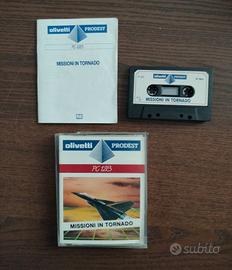 olivetti PRODEST
PC 128
MISSIONI IN TORNADO
olivetti PRODEST
MISSIONI IN TORNADO
olivetti PRODEST
PC 128
MISSIONI IN TORNADO
subito